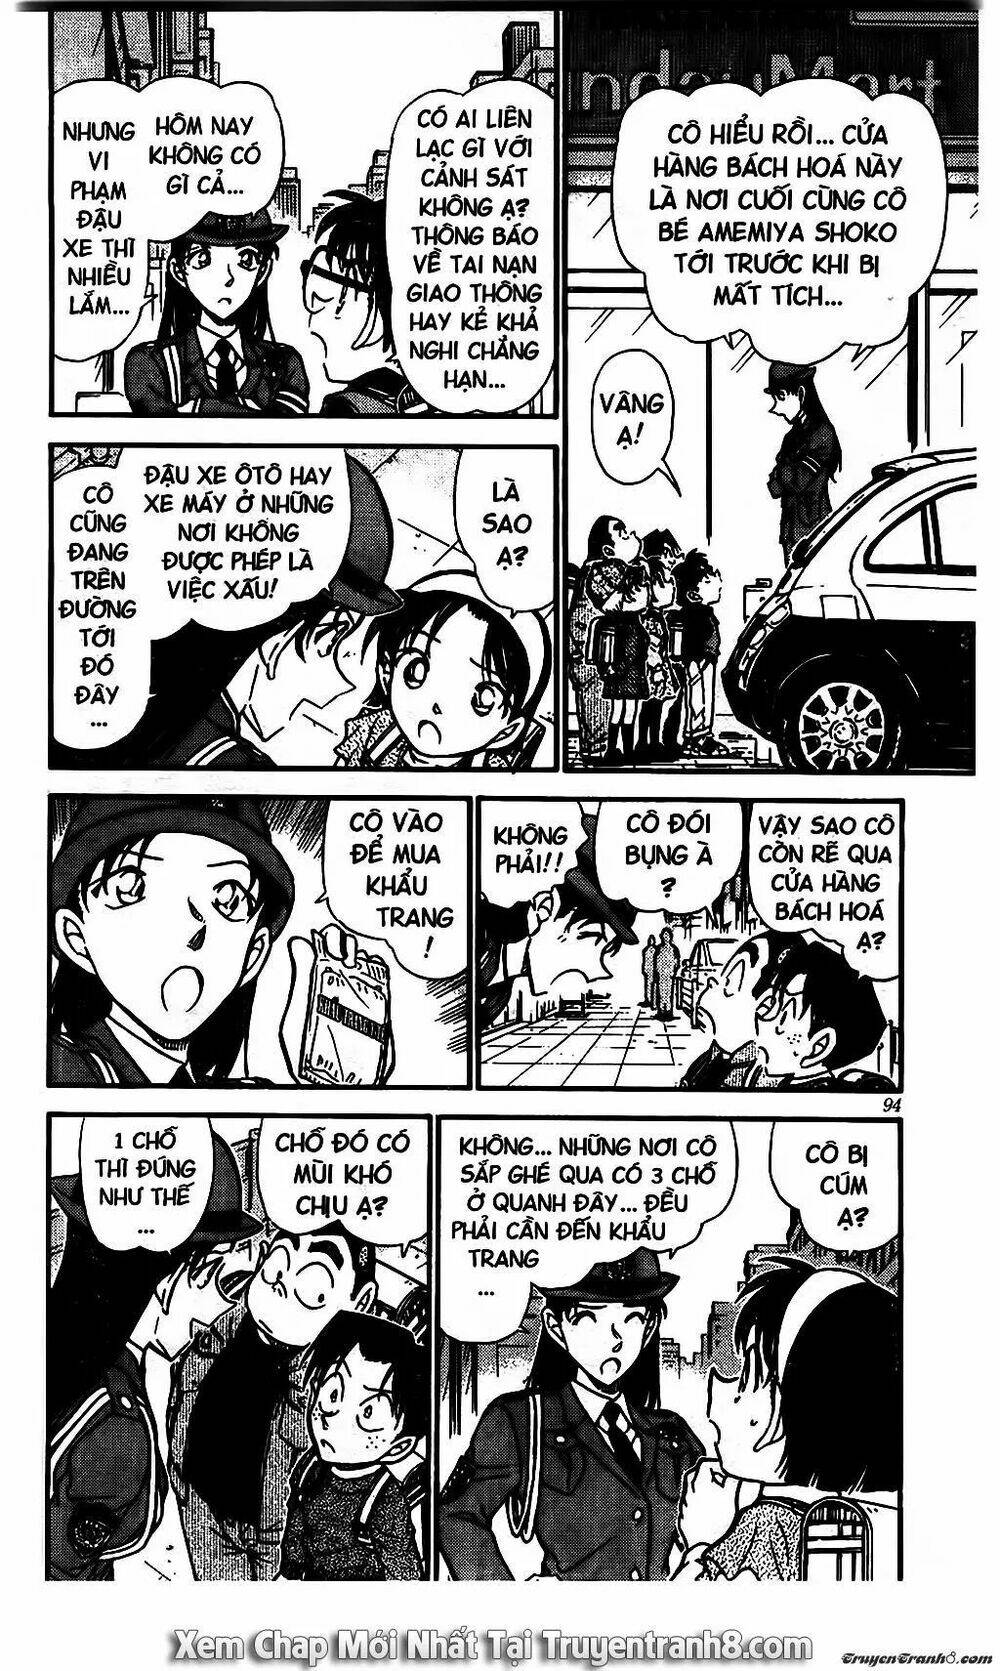 ndayMart
CÔ HIỂU RỒI... CỬA
HÀNG BÁCH HOÁ NÀY
LÀ NƠI CUỐI CÙNG CÔ
BÉ AMEMIYA SHOKO
TỚI TRƯỚC KHI BỊ
MẤT TÍCH...
VÂNG
Ạ!
CÓ AI LIÊN
LẠC GÌ VỚI
CẢNH SÁT
KHÔNG Ạ?
THÔNG BÁO
VỀ TAI NẠN
GIAO THÔNG
HAY KẺ KHẢ
NGHI CHẲNG
HẠN...
HÔM NAY
KHÔNG CÓ
GÌ CẢ...
NHƯNG
VI
PHẠM
ĐẬU
XE THÌ
NHIỀU
LẮM...
LÀ
SAO
Ạ?
ĐẬU XE ÔTÔ HAY
XE MÁY Ở NHỮNG
NƠI KHÔNG
ĐƯỢC PHÉP LÀ
VIỆC XẤU!
CÔ
CŨNG
ĐANG
TRÊN
ĐƯỜNG
TỚI
ĐÓ
ĐÂY
...
VẬY SAO CÔ
CÒN RẼ QUA
CỬA HÀNG
BÁCH HOÁ
Ạ?
CÔ ĐÓI
BỤNG À
?
KHÔNG
PHẢI!!
CÔ VÀO
ĐỂ MUA
KHẨU
TRANG
!
94
CÔ BỊ
CÚM
Ạ?
KHÔNG... NHỮNG NƠI CÔ
SẮP GHÉ QUA CÓ 3 CHỖ
Ở QUANH ĐÂY... ĐỀU
PHẢI CẦN ĐẾN KHẨU
TRANG
...
CHỖ ĐÓ CÓ
MÙI KHÓ
CHỊU Ạ?
1 CHỖ
THÌ ĐÚNG
NHƯ THẾ
...
Xem Chap Mới Nhất Tại Truyentranh8.com
TruyenTranh8.com